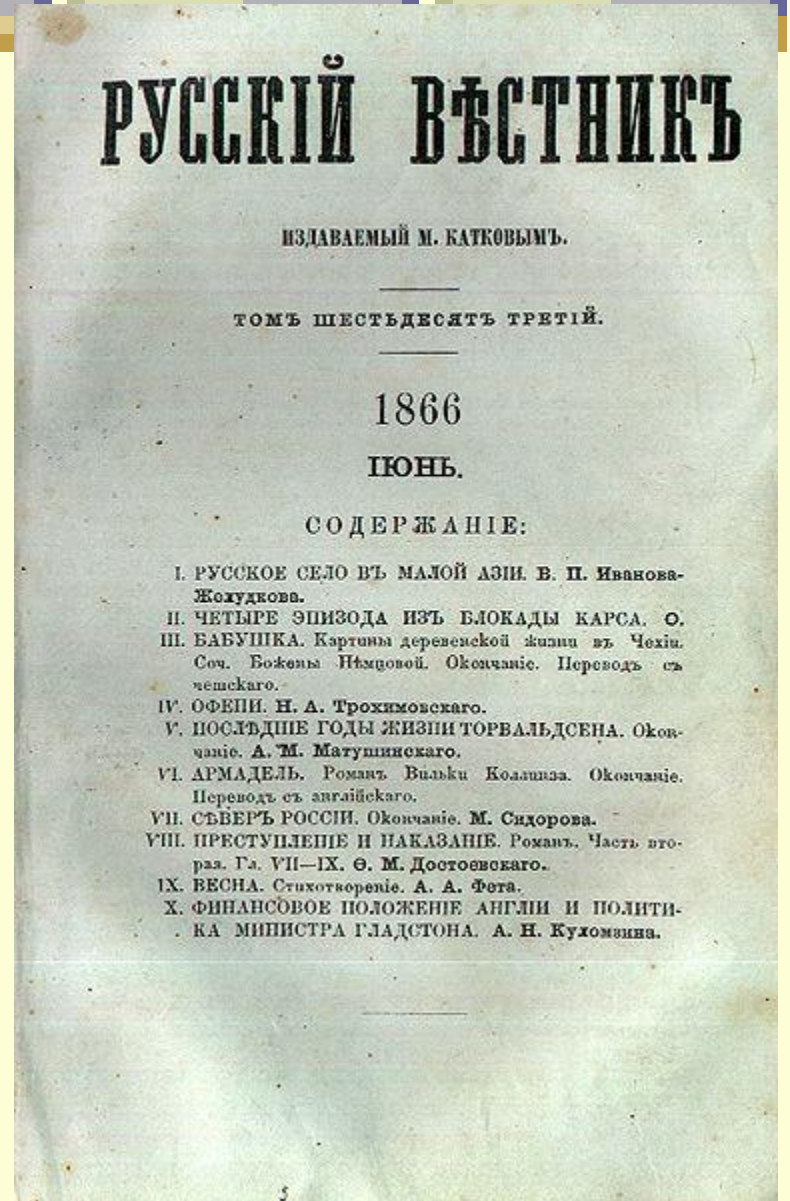 РУССКІЙ ВѢСТНИКЪ
ИЗДАВАЕМЫЙ М. КАТКОВЫМЪ.
ТОМЪ ШЕСТЬДЕСЯТЪ ТРЕТІЙ.
1866
ІЮНЬ.
СОДЕРЖАНІЕ:
I. РУССКОЕ СЕЛО ВЪ МАЛОЙ АЗІИ. В. П. Иванова-
Желудкова.
II. ЧЕТЫРЕ ЭПИЗОДА ИЗЪ БЛОКАДЫ КАРСА. О.
III. БАБУШКА. Картины деревенской жизни въ Чехіи.
Соч. Божены Нѣмцовой. Окончаніе. Переводъ съ
чешскаго.
IV. ОФЕНИ. Н. А. Трохимовскаго.
V. ПОСЛѢДНІЕ ГОДЫ ЖИЗНИ ТОРВАЛЬДСЕНА. Окон-
чаніе. А. М. Матушинскаго.
VI. АРМАДЕЛЬ. Романъ Вильки Коллинза. Окончаніе.
Переводъ съ англійскаго.
VII. СѢВЕРЪ РОССІИ. Окончаніе. М. Сидорова.
VIII. ПРЕСТУПЛЕНІЕ И НАКАЗАНІЕ. Романъ. Часть вто-
рая. Гл. VII—IX. Ѳ. М. Достоевскаго.
IX. ВЕСНА. Стихотвореніе. А. А. Фета.
X. ФИНАНСОВОЕ ПОЛОЖЕНІЕ АНГЛІИ И ПОЛИТИ-
КА МИНИСТРА ГЛАДСТОНА. А. Н. Куломзина.
5